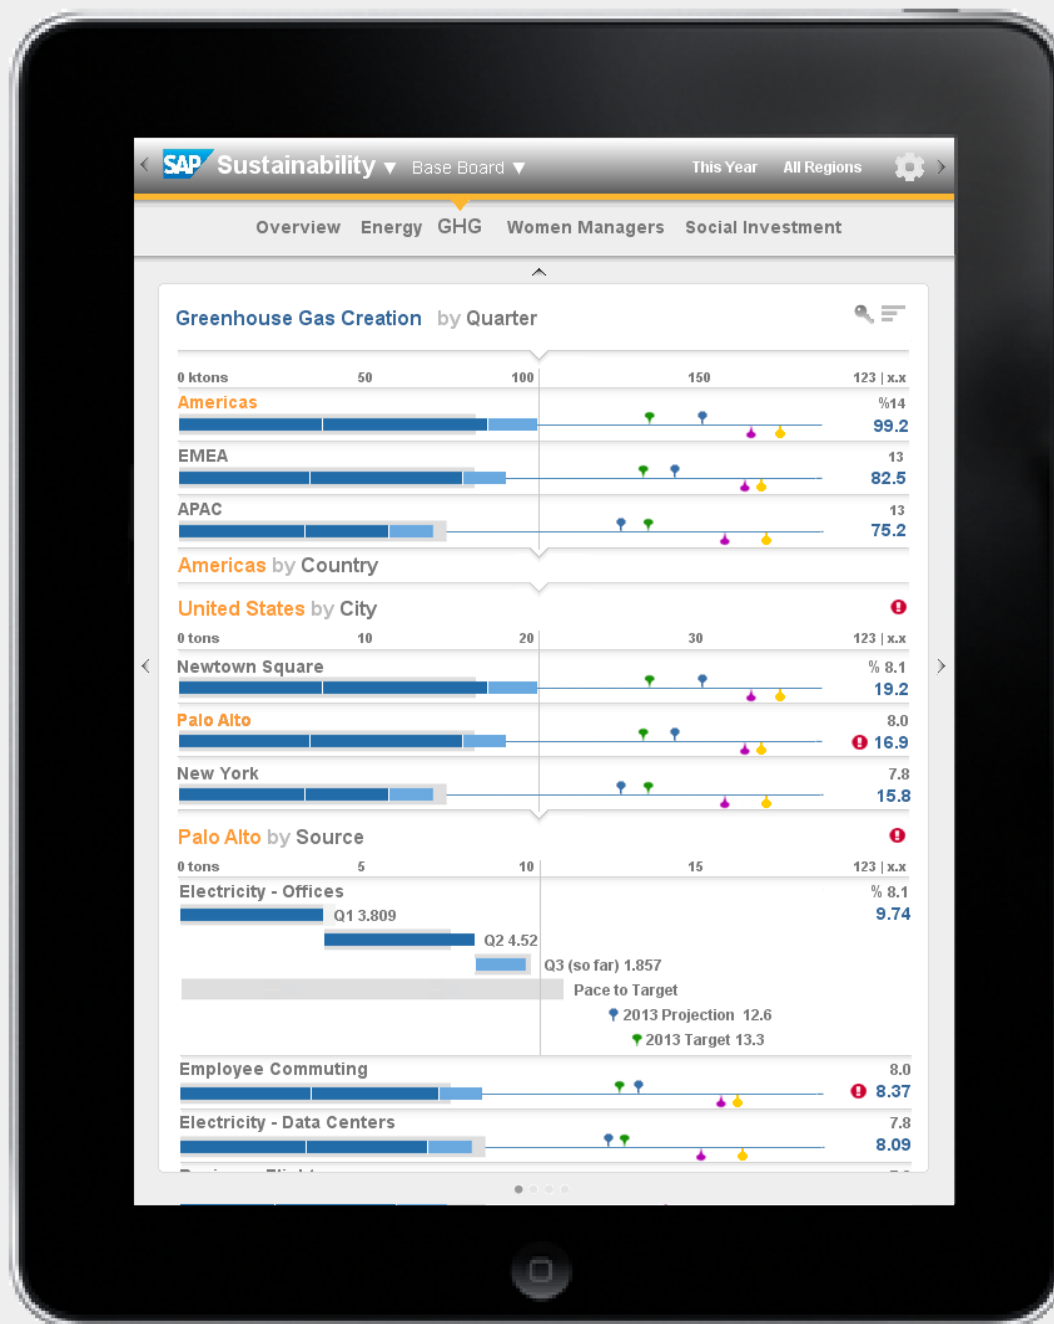 SAP Sustainability ▼ Base Board ▼ This Year All Regions
Overview Energy GHG Women Managers Social Investment
Greenhouse Gas Creation by Quarter
0 ktons 50 100 150 123 | x.x
Americas %14
99.2
EMEA 13
82.5
APAC 13
75.2
Americas by Country
United States by City
0 tons 10 20 30 123 | x.x
Newtown Square % 8.1
19.2
Palo Alto 8.0
16.9
New York 7.8
15.8
Palo Alto by Source
0 tons 5 10 15 123 | x.x
Electricity - Offices % 8.1
Q1 3.809 9.74
Q2 4.52
Q3 (so far) 1.857
Pace to Target
2013 Projection 12.6
2013 Target 13.3
Employee Commuting 8.0
8.37
Electricity - Data Centers 7.8
8.09